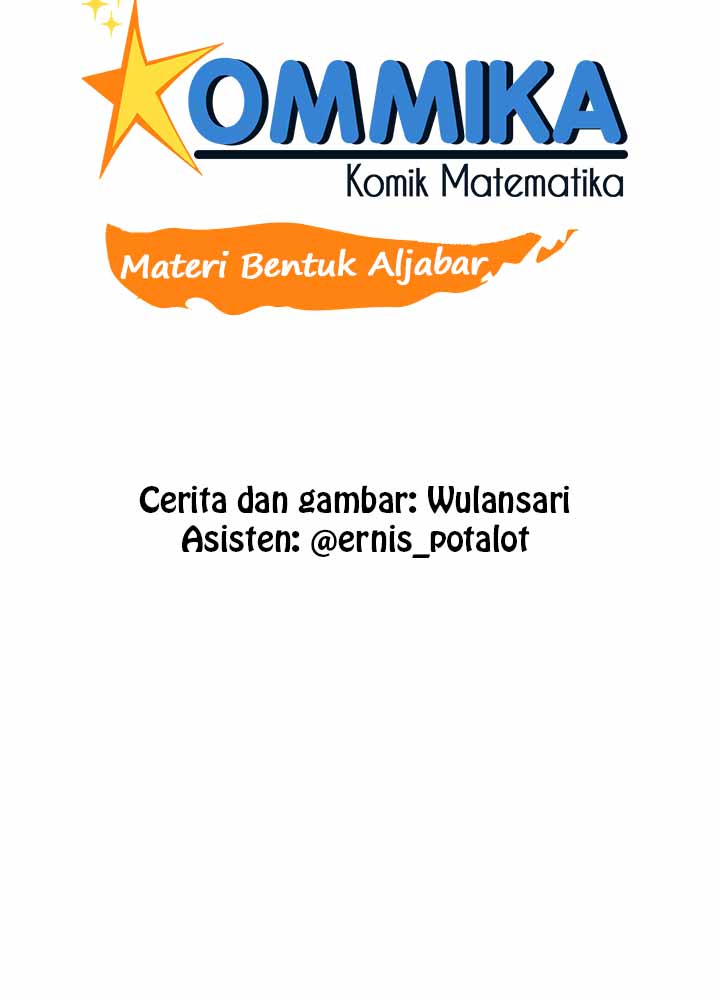 KOMMIKA
Komik Matematika
Materi Bentuk Aljabar
Cerita dan gambar: Wulansari
Asisten: @ernis_potalot